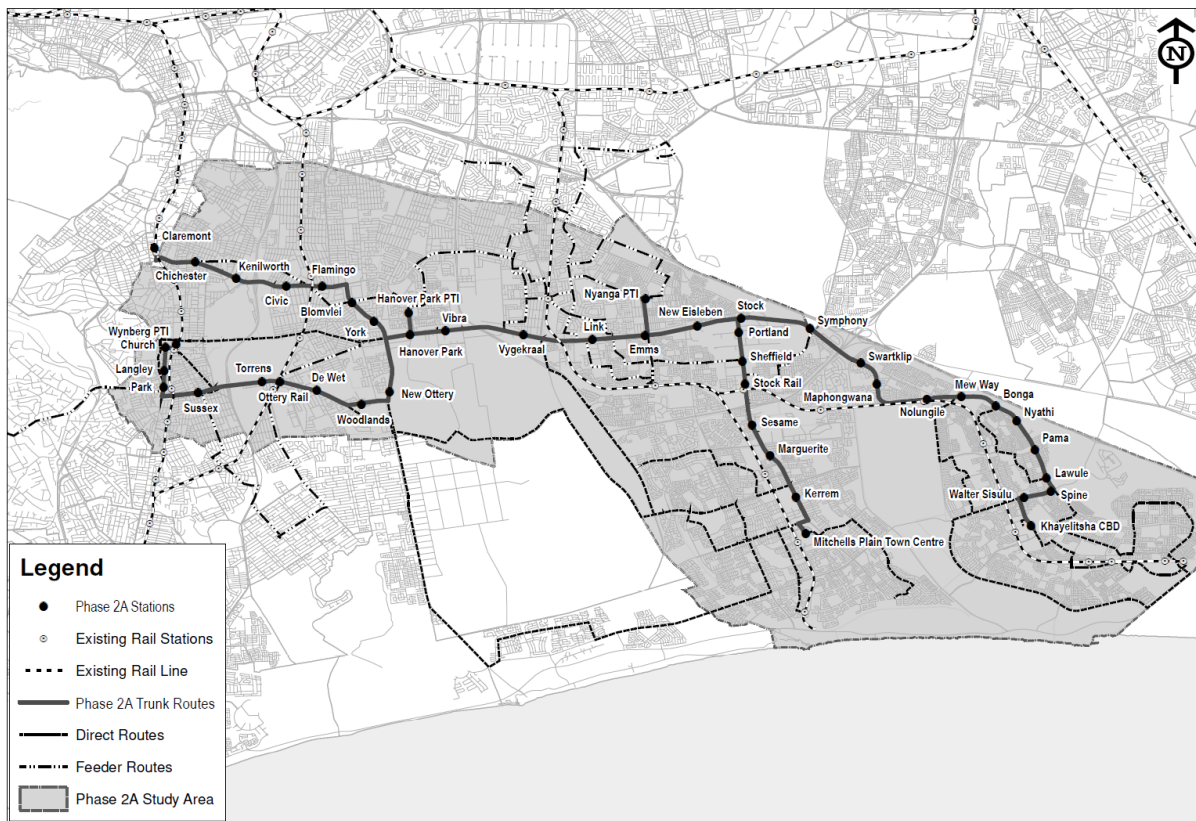 N
Claremont
Chichester
Kenilworth
Civic
Flamingo
Blomvlei
Hanover Park PTI
York
Vibra
Hanover Park
Wynberg PTI
Church
Langley
Park
Sussex
Torrens
Ottery Rail
De Wet
Woodlands
New Ottery
Vygekraal
Link
Nyanga PTI
Emms
New Eisleben
Stock
Portland
Sheffield
Stock Rail
Sesame
Marguerite
Kerrem
Mitchells Plain Town Centre
Symphony
Swartklip
Maphongwana
Nolungile
Mew Way
Bonga
Nyathi
Pama
Lawule
Spine
Walter Sisulu
Khayelitsha CBD
Legend
Phase 2A Stations
Existing Rail Stations
Existing Rail Line
Phase 2A Trunk Routes
Direct Routes
Feeder Routes
Phase 2A Study Area